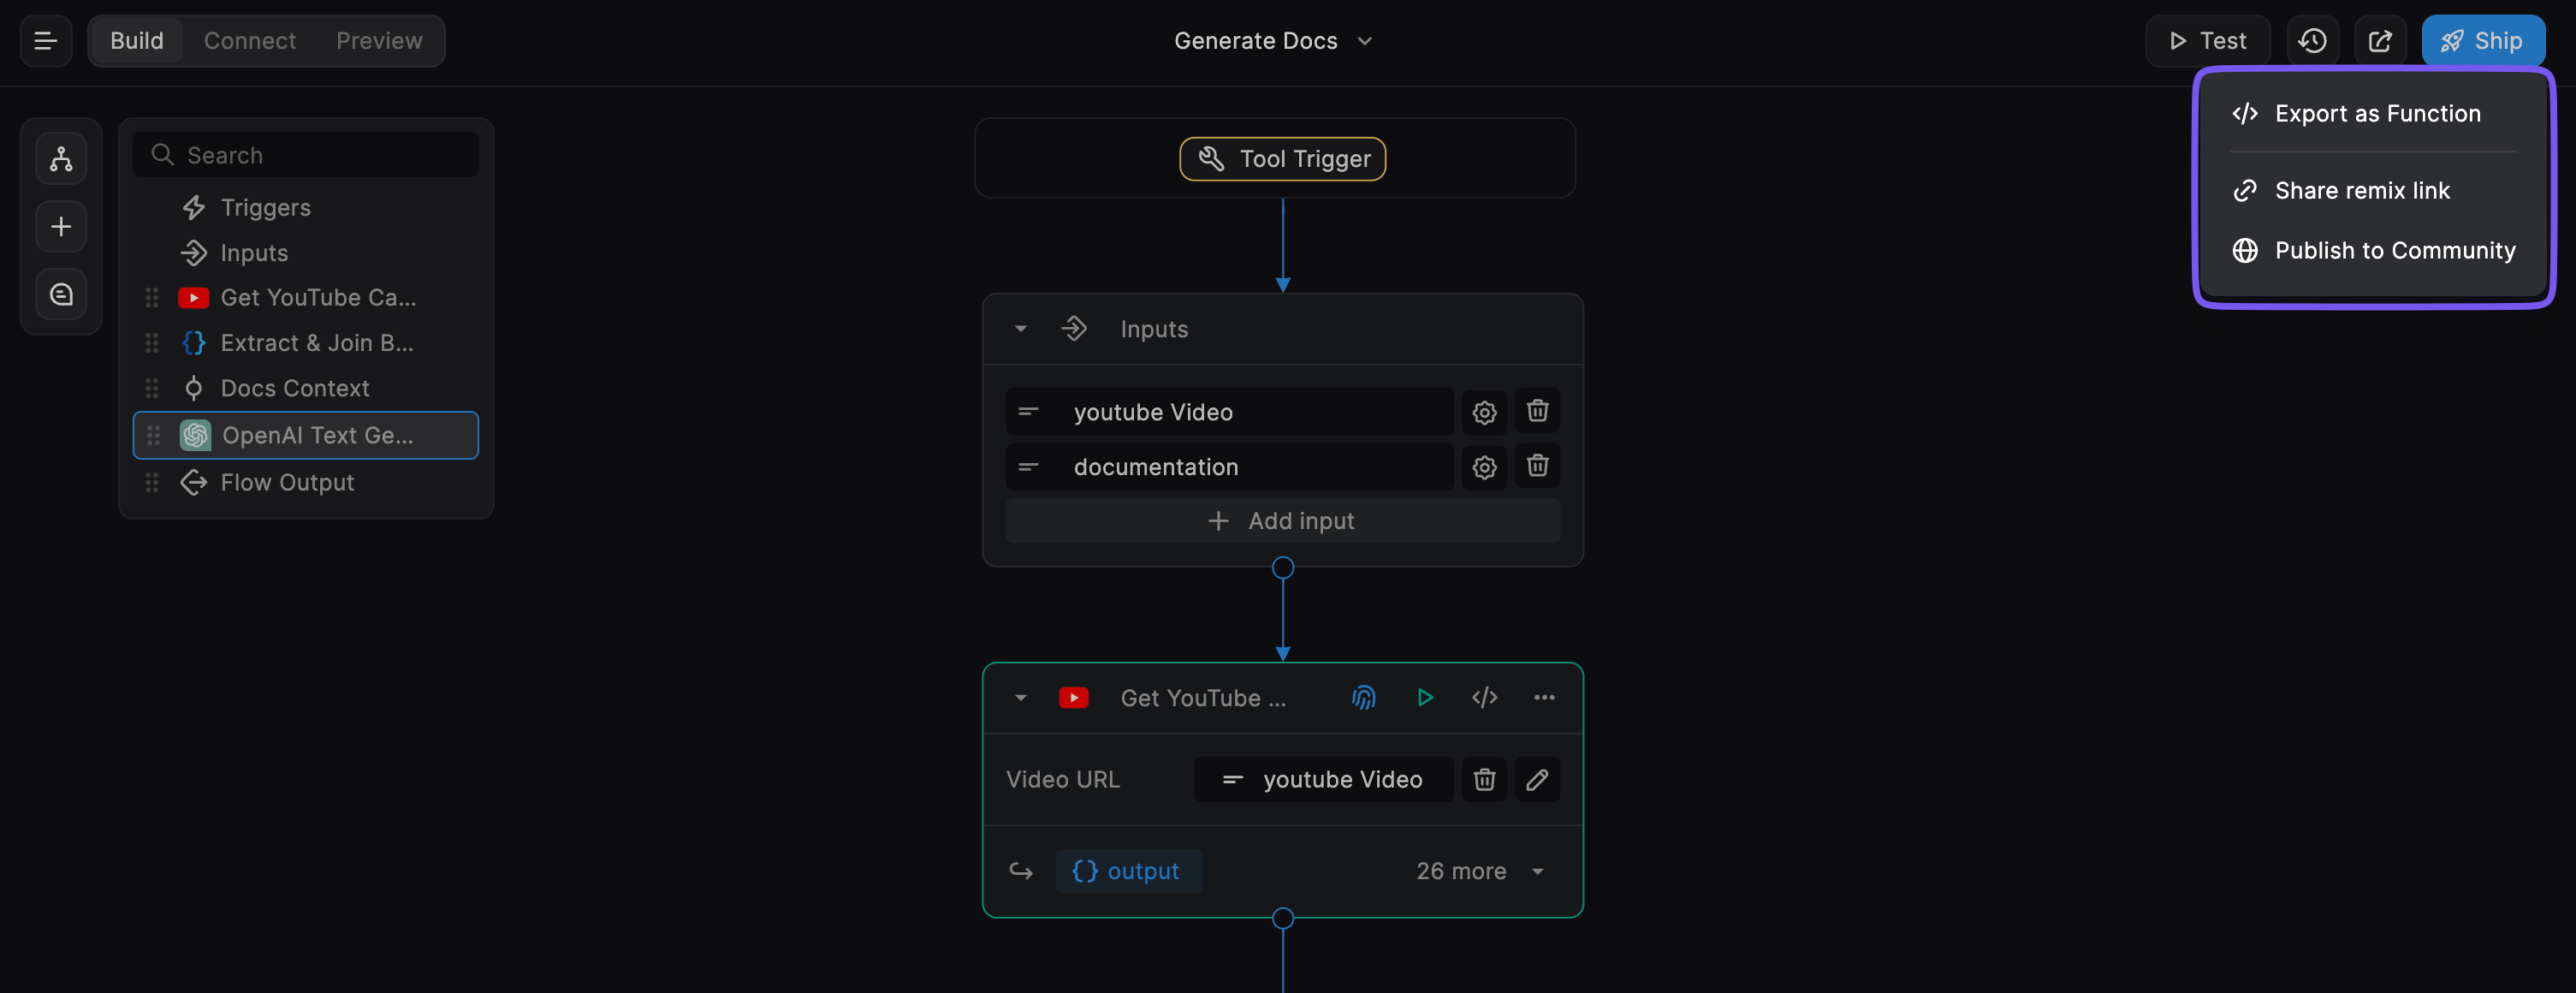 Build Connect Preview
Generate Docs
Test
Ship
Export as Function
Share remix link
Publish to Community
Search
Triggers
Inputs
Get YouTube Ca...
Extract & Join B...
Docs Context
OpenAI Text Ge...
Flow Output
Tool Trigger
Inputs
youtube Video
documentation
Add input
Get YouTube ...
Video URL youtube Video
{} output 26 more